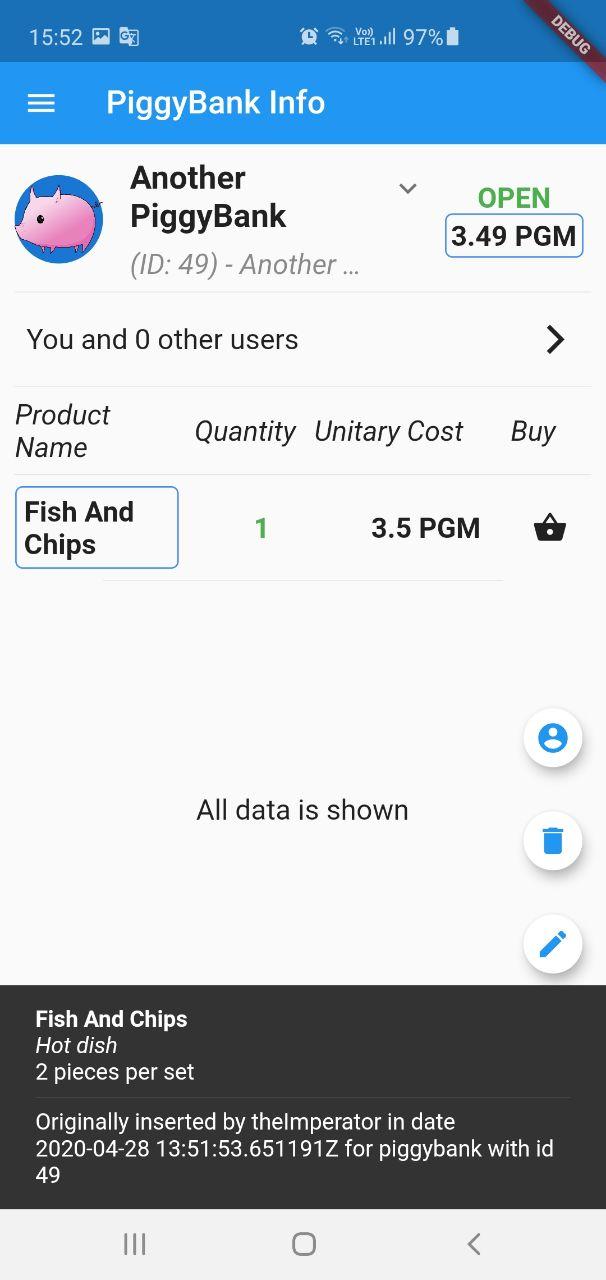 15:52
Vo)) LTE1 97%
DEBUG
PiggyBank Info
Another
PiggyBank
(ID: 49) - Another ...
OPEN
3.49 PGM
You and 0 other users
Product
Name
Quantity Unitary Cost Buy
Fish And
Chips
1 3.5 PGM
All data is shown
Fish And Chips
Hot dish
2 pieces per set
Originally inserted by theImperator in date
2020-04-28 13:51:53.651191Z for piggybank with id
49